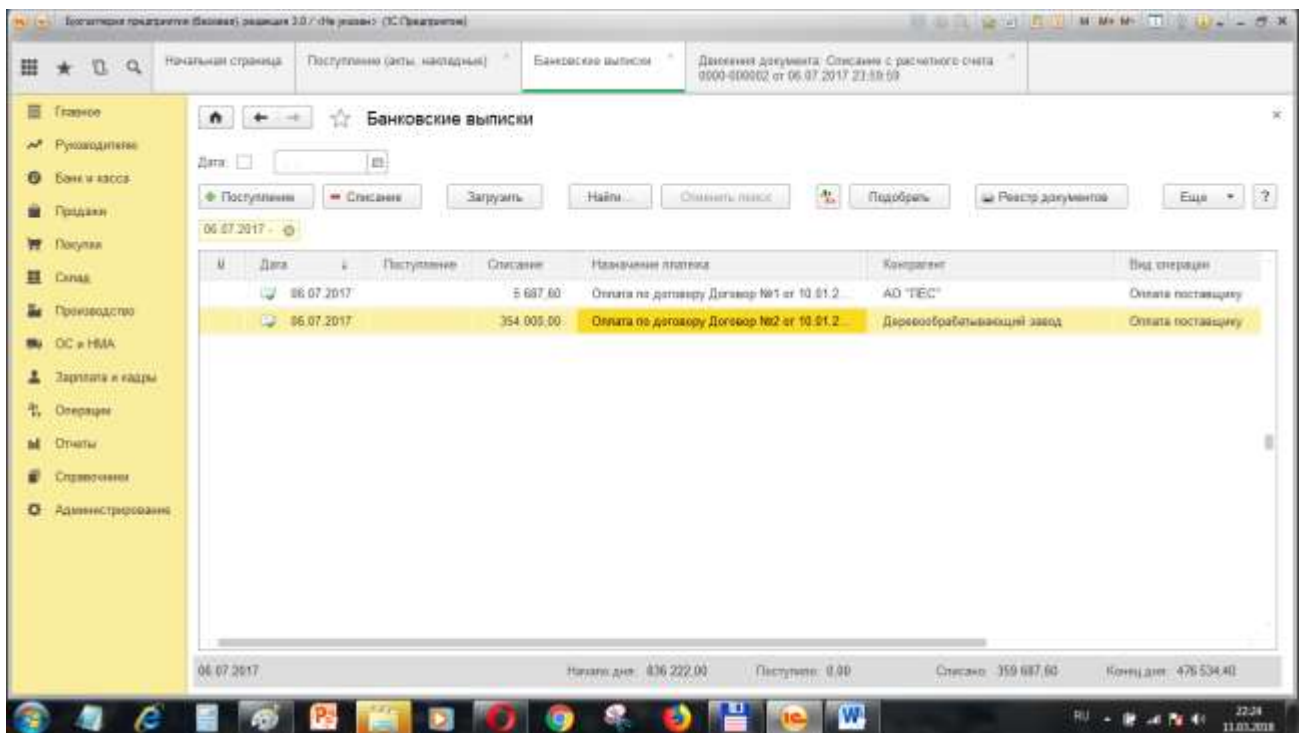 Бухгалтерия предприятия (базовая), редакция 3.0 / <Не указан> (1С:Предприятие)
M M+ M-
Начальная страница
Поступление (акты, накладные)
Банковские выписки
Движения документа: Списание с расчетного счета
0000-000002 от 06.07.2017 23:59:59
Главное
Руководителю
Банк и касса
Продажи
Покупки
Склад
Производство
ОС и НМА
Зарплата и кадры
Операции
Отчеты
Справочники
Администрирование
Банковские выписки
Дата:
Поступление
Списание
Загрузить
Найти...
Отменить поиск
Подобрать
Реестр документов
Еще
?
06.07.2017 -
Дата Поступление Списание Назначение платежа Контрагент Вид операции
06.07.2017 5 687,60 Оплата по договору Договор №1 от 10.01.2... АО "ПЕС" Оплата поставщику
06.07.2017 354 000,00 Оплата по договору Договор №2 от 10.01.2... Деревообрабатывающий завод Оплата поставщику
06.07.2017 Начало дня: 836 222,00 Поступило: 0,00 Списано: 359 687,60 Конец дня: 476 534,40
RU
22:24
11.03.2018